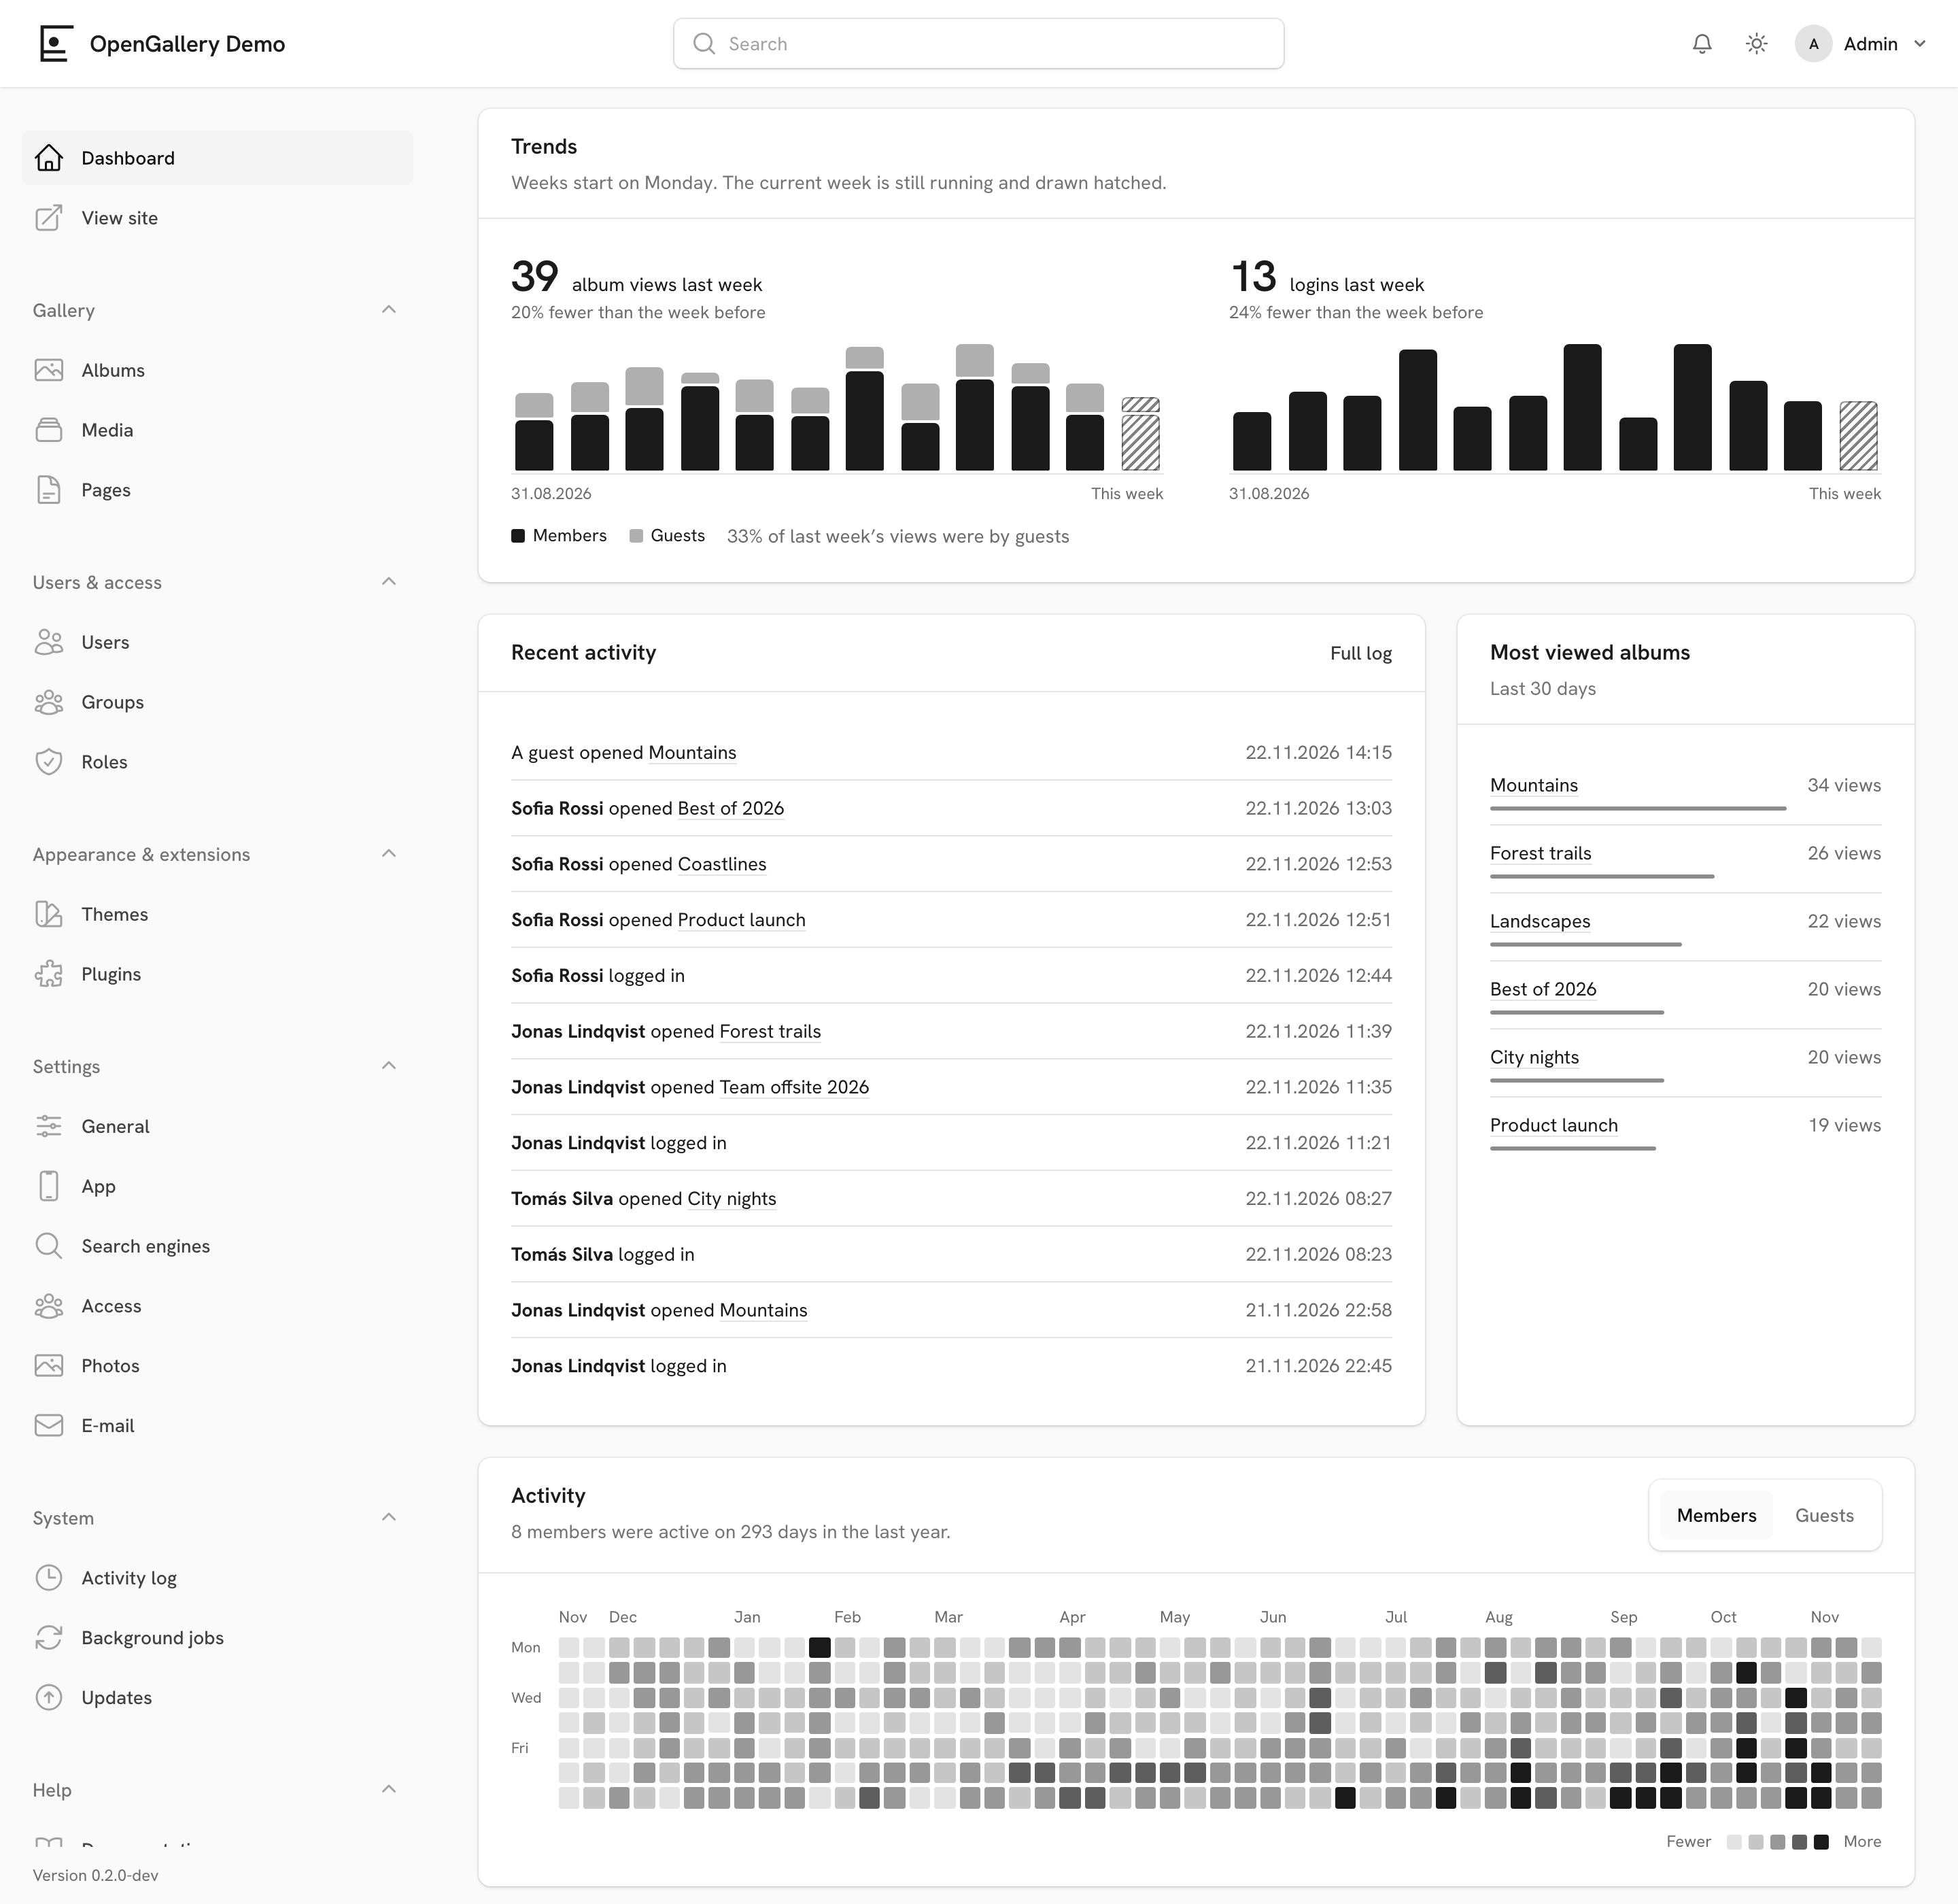 OpenGallery Demo
Search
A
Admin
Dashboard
View site
Gallery
Albums
Media
Pages
Users & access
Users
Groups
Roles
Appearance & extensions
Themes
Plugins
Settings
General
App
Search engines
Access
Photos
E-mail
System
Activity log
Background jobs
Updates
Help
Version 0.2.0-dev
Trends
Weeks start on Monday. The current week is still running and drawn hatched.
39 album views last week
20% fewer than the week before
31.08.2026 This week
Members Guests 33% of last week’s views were by guests
13 logins last week
24% fewer than the week before
31.08.2026 This week
Recent activity Full log
A guest opened Mountains 22.11.2026 14:15
Sofia Rossi opened Best of 2026 22.11.2026 13:03
Sofia Rossi opened Coastlines 22.11.2026 12:53
Sofia Rossi opened Product launch 22.11.2026 12:51
Sofia Rossi logged in 22.11.2026 12:44
Jonas Lindqvist opened Forest trails 22.11.2026 11:39
Jonas Lindqvist opened Team offsite 2026 22.11.2026 11:35
Jonas Lindqvist logged in 22.11.2026 11:21
Tomás Silva opened City nights 22.11.2026 08:27
Tomás Silva logged in 22.11.2026 08:23
Jonas Lindqvist opened Mountains 21.11.2026 22:58
Jonas Lindqvist logged in 21.11.2026 22:45
Most viewed albums
Last 30 days
Mountains 34 views
Forest trails 26 views
Landscapes 22 views
Best of 2026 20 views
City nights 20 views
Product launch 19 views
Activity
8 members were active on 293 days in the last year.
Members Guests
Nov Dec Jan Feb Mar Apr May Jun Jul Aug Sep Oct Nov
Mon
Wed
Fri
Fewer More